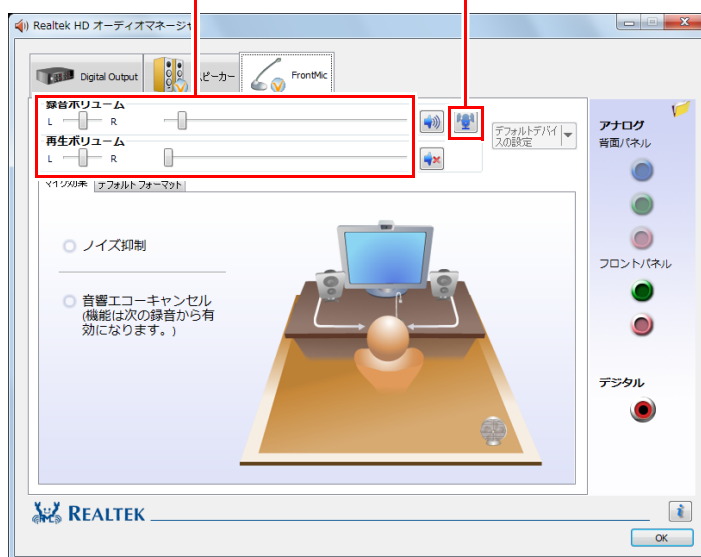 Realtek HD オーディオマネージャ
Digital Output
スピーカー
FrontMic
録音ボリューム
L R
再生ボリューム
L R
デフォルトデバイ
スの設定
マイク効果 デフォルトフォーマット
ノイズ抑制
音響エコーキャンセル
(機能は次の録音から有
効になります。)
アナログ
背面パネル
フロントパネル
デジタル
REALTEK
i
OK